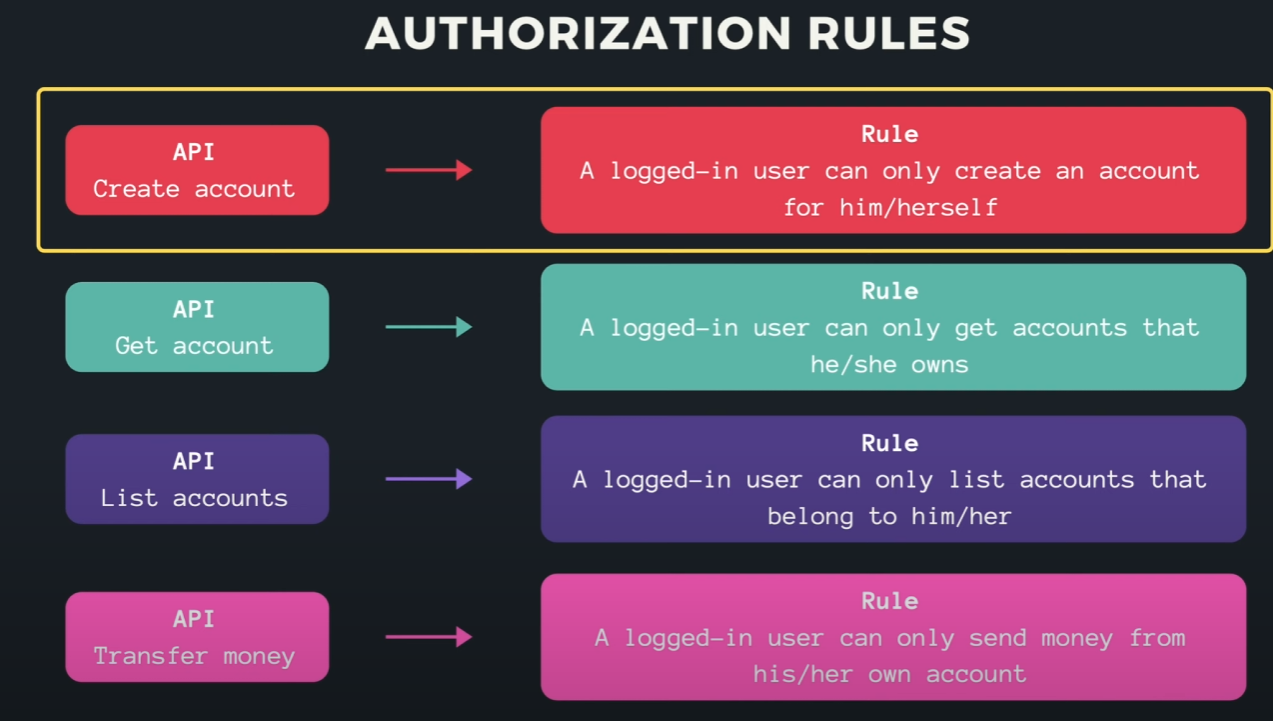 AUTHORIZATION RULES
API
Create account
Rule
A logged-in user can only create an account
for him/herself
API
Get account
Rule
A logged-in user can only get accounts that
he/she owns
API
List accounts
Rule
A logged-in user can only list accounts that
belong to him/her
API
Transfer money
Rule
A logged-in user can only send money from
his/her own account